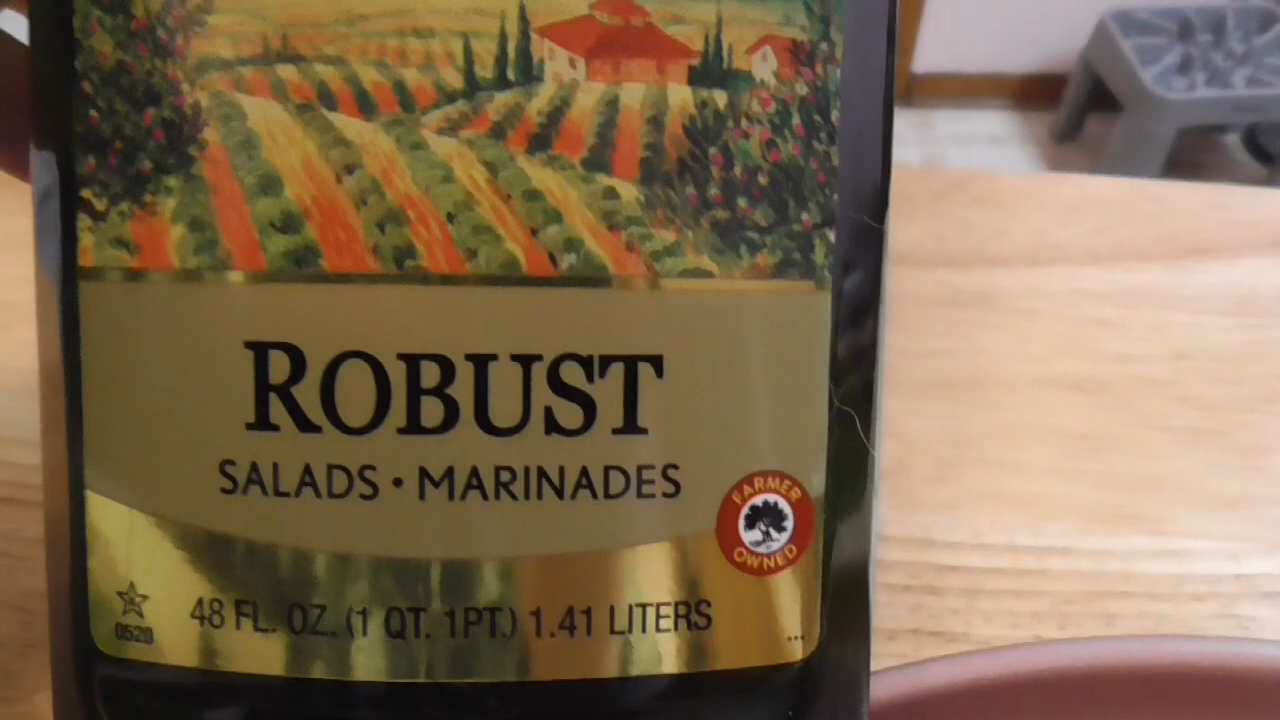 ROBUST
SALADS • MARINADES
FARMER
OWNED
48 FL. OZ. (1 QT. 1PT.) 1.41 LITERS
0520